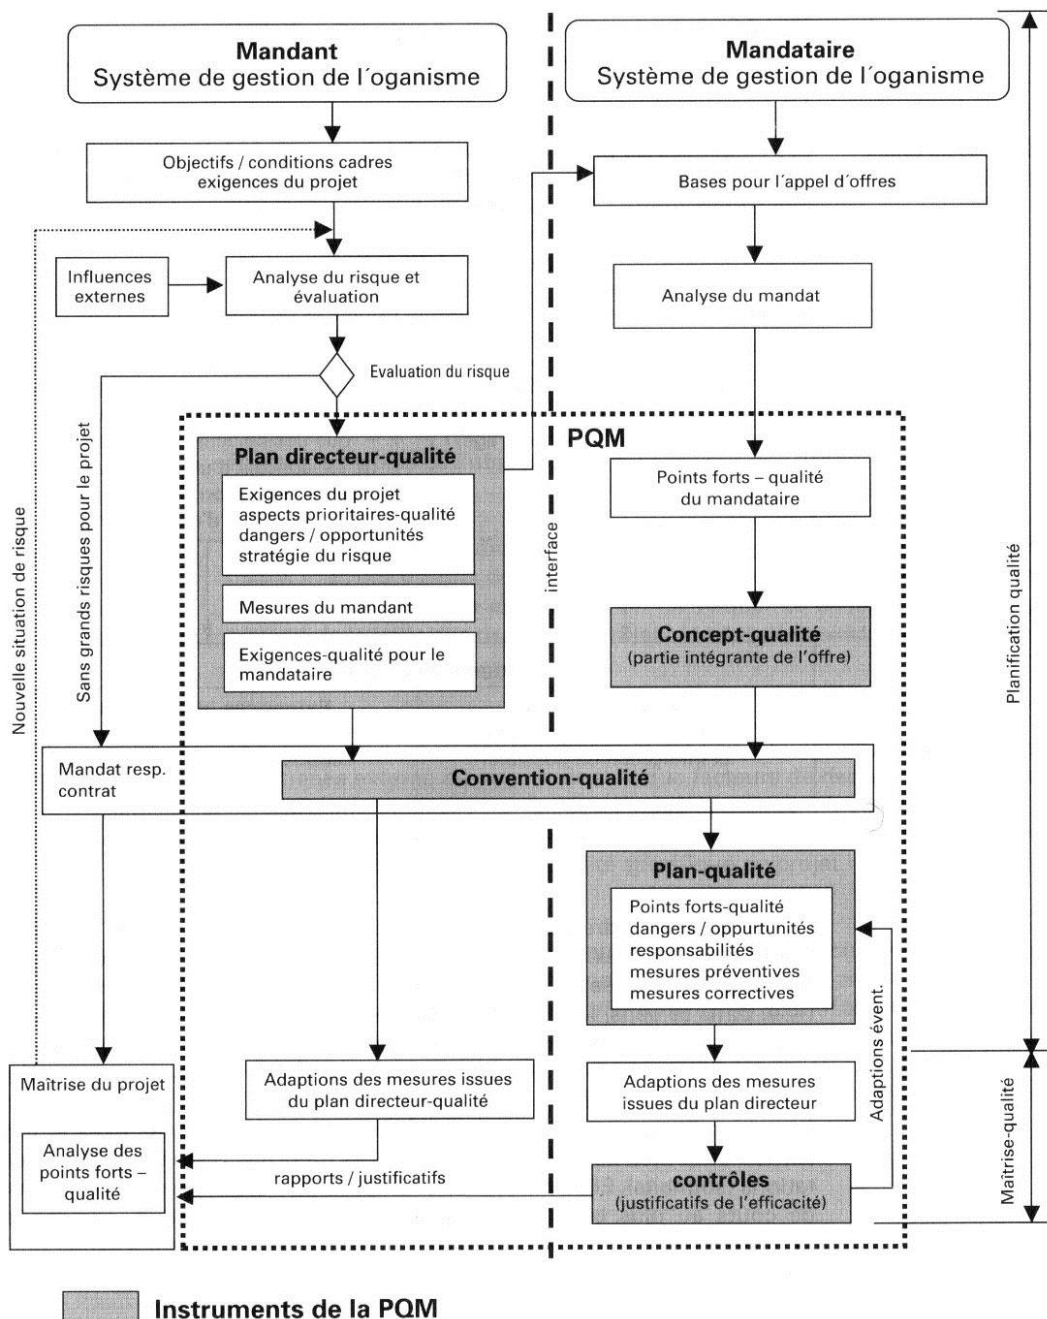 Mandant
Système de gestion de l´oganisme
Mandataire
Système de gestion de l´oganisme
Objectifs / conditions cadres
exigences du projet
Bases pour l´appel d´offres
Influences
externes
Analyse du risque et
évaluation
Analyse du mandat
Evaluation du risque
Nouvelle situation de risque
Sans grands risques pour le projet
PQM
Plan directeur-qualité
Exigences du projet
aspects prioritaires-qualité
dangers / opportunités
stratégie du risque
Mesures du mandant
Exigences-qualité pour le
mandataire
interface
Points forts – qualité
du mandataire
Concept-qualité
(partie intégrante de l’offre)
Planification qualité
Mandat resp.
contrat
Convention-qualité
Plan-qualité
Points forts-qualité
dangers / oppurtunités
responsabilités
mesures préventives
mesures correctives
Adaptions évent.
Maîtrise du projet
Analyse des
points forts –
qualité
Adaptions des mesures issues
du plan directeur-qualité
Adaptions des mesures
issues du plan directeur
rapports / justificatifs
contrôles
(justificatifs de l’efficacité)
Maîtrise-qualité
Instruments de la PQM